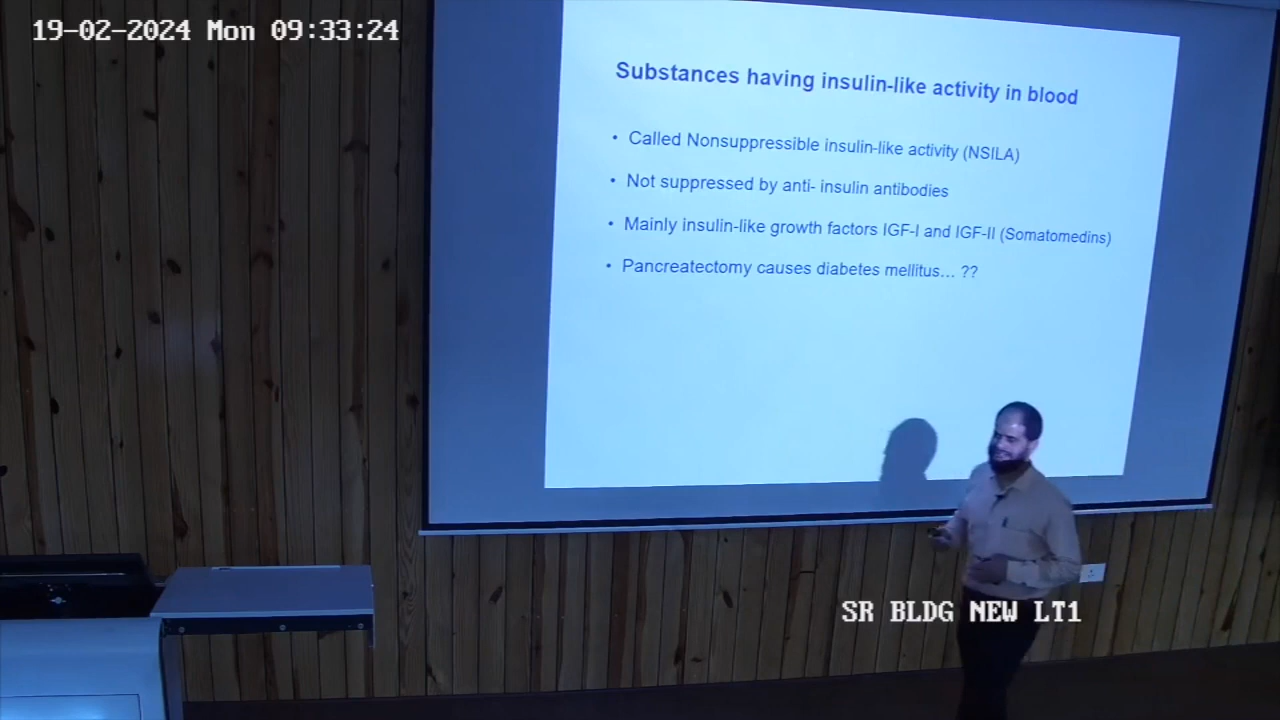 19-02-2024 Mon 09:33:24
Substances having insulin-like activity in blood
• Called Nonsuppressible insulin-like activity (NSILA)
• Not suppressed by anti- insulin antibodies
• Mainly insulin-like growth factors IGF-I and IGF-II (Somatomedins)
• Pancreatectomy causes diabetes mellitus... ??
SR BLDG NEW LT1